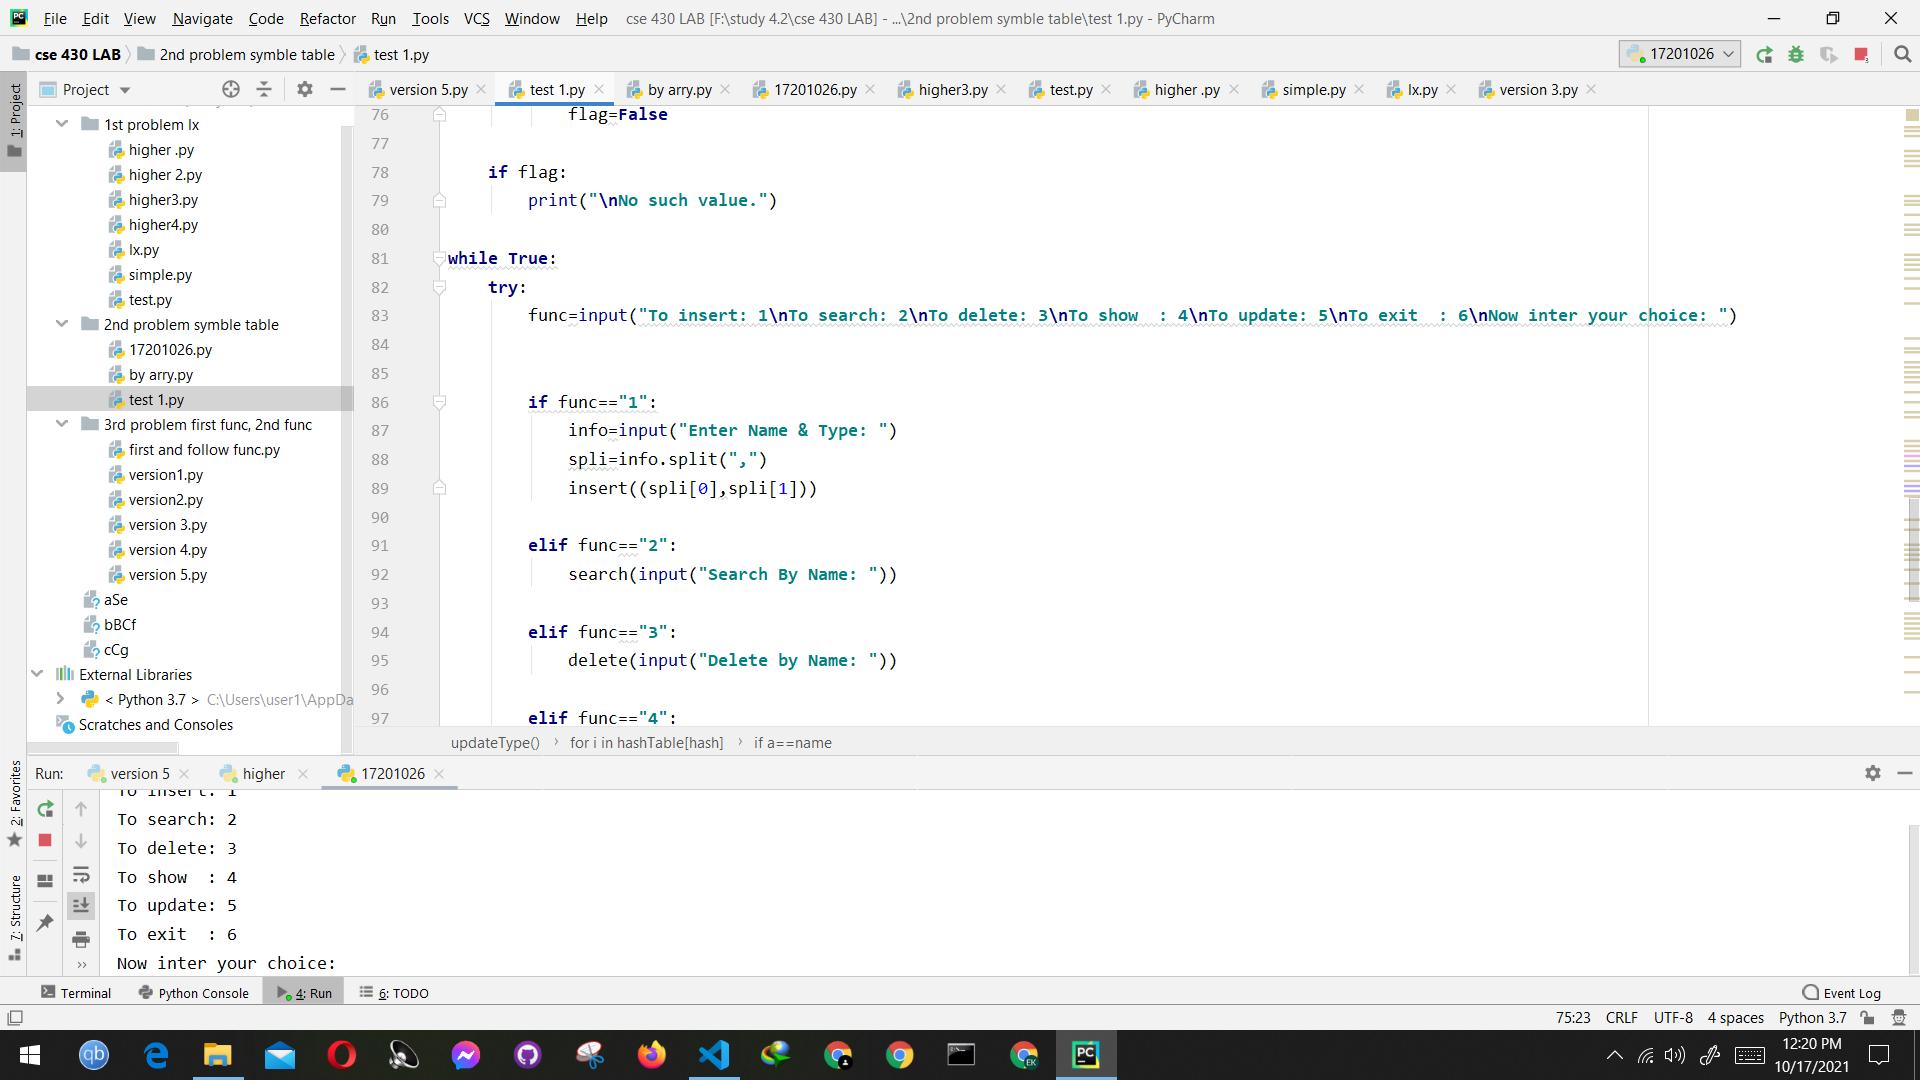 File Edit View Navigate Code Refactor Run Tools VCS Window Help cse 430 LAB [F:\study 4.2\cse 430 LAB] - ...\2nd problem symble table\test 1.py - PyCharm
cse 430 LAB 2nd problem symble table test 1.py 17201026
Project version 5.py test 1.py by arry.py 17201026.py higher3.py test.py higher .py simple.py lx.py version 3.py
1: Project
1st problem lx
higher .py
higher 2.py
higher3.py
higher4.py
lx.py
simple.py
test.py
2nd problem symble table
17201026.py
by arry.py
test 1.py
3rd problem first func, 2nd func
first and follow func.py
version1.py
version2.py
version 3.py
version 4.py
version 5.py
aSe
bBCf
cCg
External Libraries
< Python 3.7 > C:\Users\user1\AppDa
Scratches and Consoles
76 flag=False
77
78 if flag:
79 print("\nNo such value.")
80
81 while True:
82 try:
83 func=input("To insert: 1\nTo search: 2\nTo delete: 3\nTo show  : 4\nTo update: 5\nTo exit  : 6\nNow inter your choice: ")
84
85
86 if func=="1":
87 info=input("Enter Name & Type: ")
88 spli=info.split(",")
89 insert((spli[0],spli[1]))
90
91 elif func=="2":
92 search(input("Search By Name: "))
93
94 elif func=="3":
95 delete(input("Delete by Name: "))
96
97 elif func=="4":
updateType() for i in hashTable[hash] if a==name
Run: version 5 higher 17201026
2: Favorites
7: Structure
To insert: 1
To search: 2
To delete: 3
To show  : 4
To update: 5
To exit  : 6
Now inter your choice:
Terminal Python Console 4: Run 6: TODO Event Log
75:23 CRLF UTF-8 4 spaces Python 3.7
12:20 PM
10/17/2021